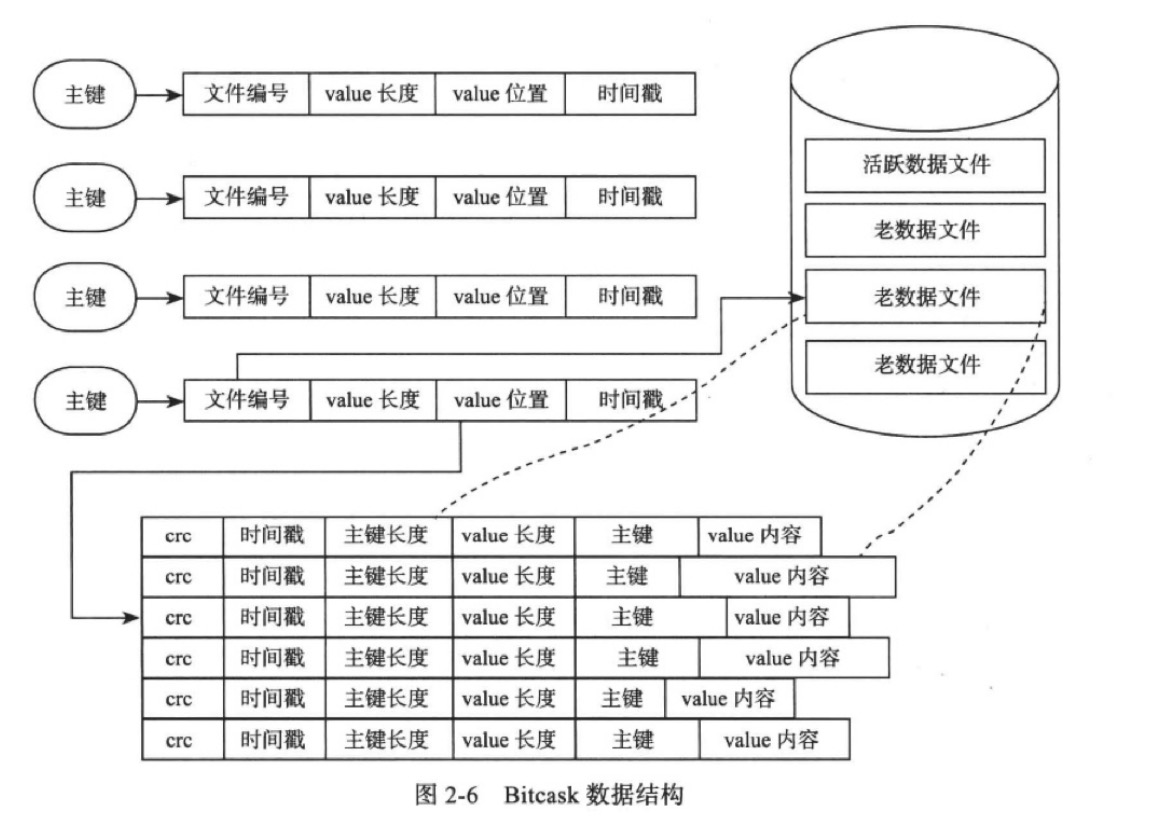 主键 文件编号 value 长度 value 位置 时间戳
主键 文件编号 value 长度 value 位置 时间戳
主键 文件编号 value 长度 value 位置 时间戳
主键 文件编号 value 长度 value 位置 时间戳
活跃数据文件
老数据文件
老数据文件
老数据文件
crc 时间戳 主键长度 value 长度 主键 value 内容
crc 时间戳 主键长度 value 长度 主键 value 内容
crc 时间戳 主键长度 value 长度 主键 value 内容
crc 时间戳 主键长度 value 长度 主键 value 内容
crc 时间戳 主键长度 value 长度 主键 value 内容
crc 时间戳 主键长度 value 长度 主键 value 内容
图 2-6 Bitcask 数据结构